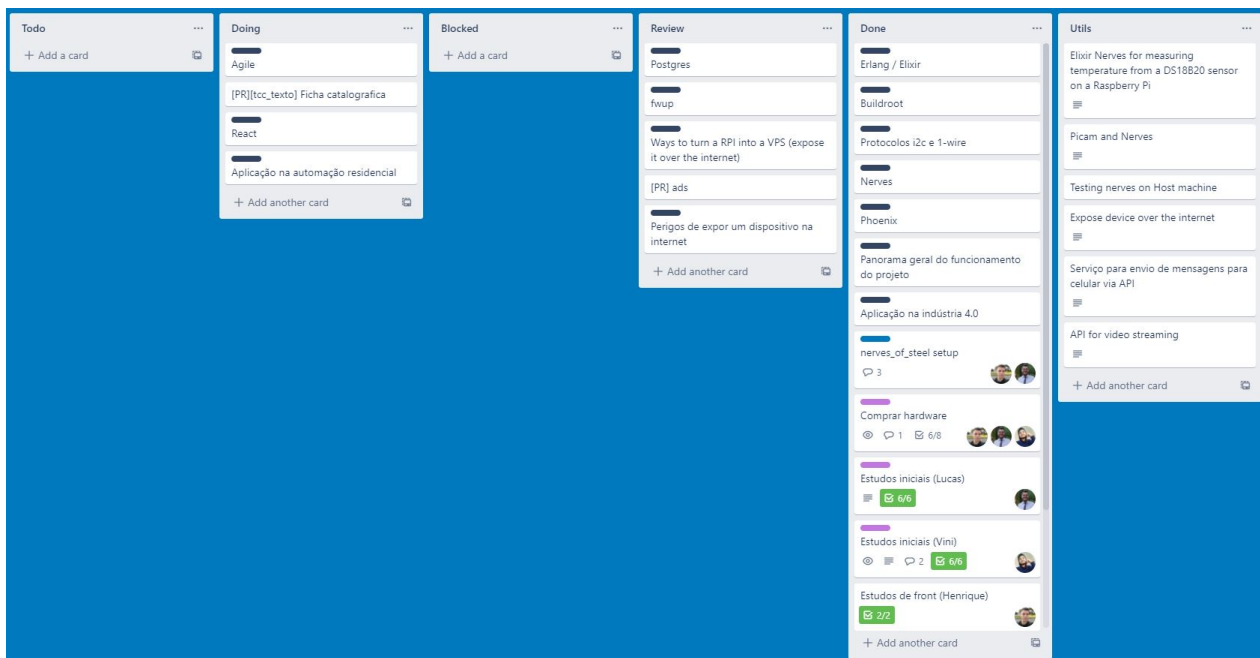 Todo
+ Add a card
Doing
Agile
[PR][tcc_texto] Ficha catalografica
React
Aplicação na automação residencial
+ Add another card
Blocked
+ Add a card
Review
Postgres
fwup
Ways to turn a RPI into a VPS (expose
it over the internet)
[PR] ads
Perigos de expor um dispositivo na
internet
+ Add another card
Done
Erlang / Elixir
Buildroot
Protocolos i2c e 1-wire
Nerves
Phoenix
Panorama geral do funcionamento
do projeto
Aplicação na indústria 4.0
nerves_of_steel setup
3
Comprar hardware
1 6/8
Estudos iniciais (Lucas)
6/6
Estudos iniciais (Vini)
2 6/6
Estudos de front (Henrique)
2/2
+ Add another card
Utils
Elixir Nerves for measuring
temperature from a DS18B20 sensor
on a Raspberry Pi
Picam and Nerves
Testing nerves on Host machine
Expose device over the internet
Serviço para envio de mensagens para
celular via API
API for video streaming
+ Add another card